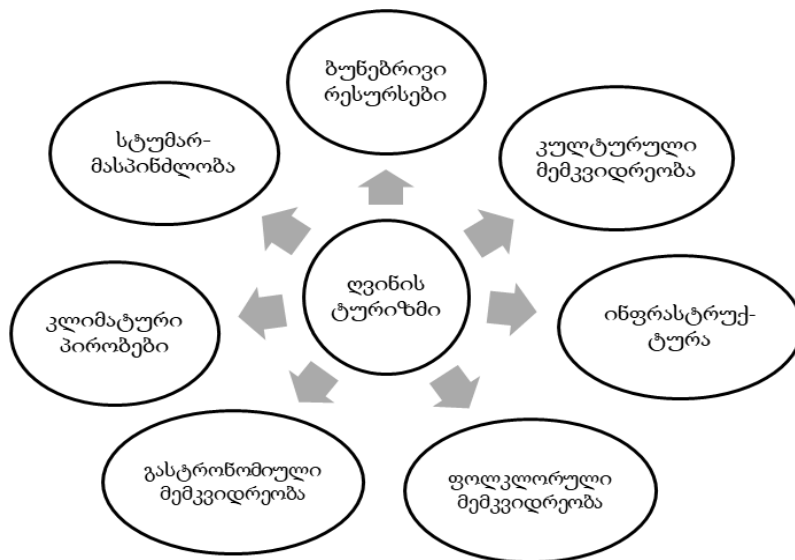 ბუნებრივი
რესურსები
სტუმარ-
მასპინძლობა
კულტურული
მემკვიდრეობა
ღვინის
ტურიზმი
კლიმატური
პირობები
ინფრასტრუქ-
ტურა
გასტრონომიული
მემკვიდრეობა
ფოლკლორული
მემკვიდრეობა